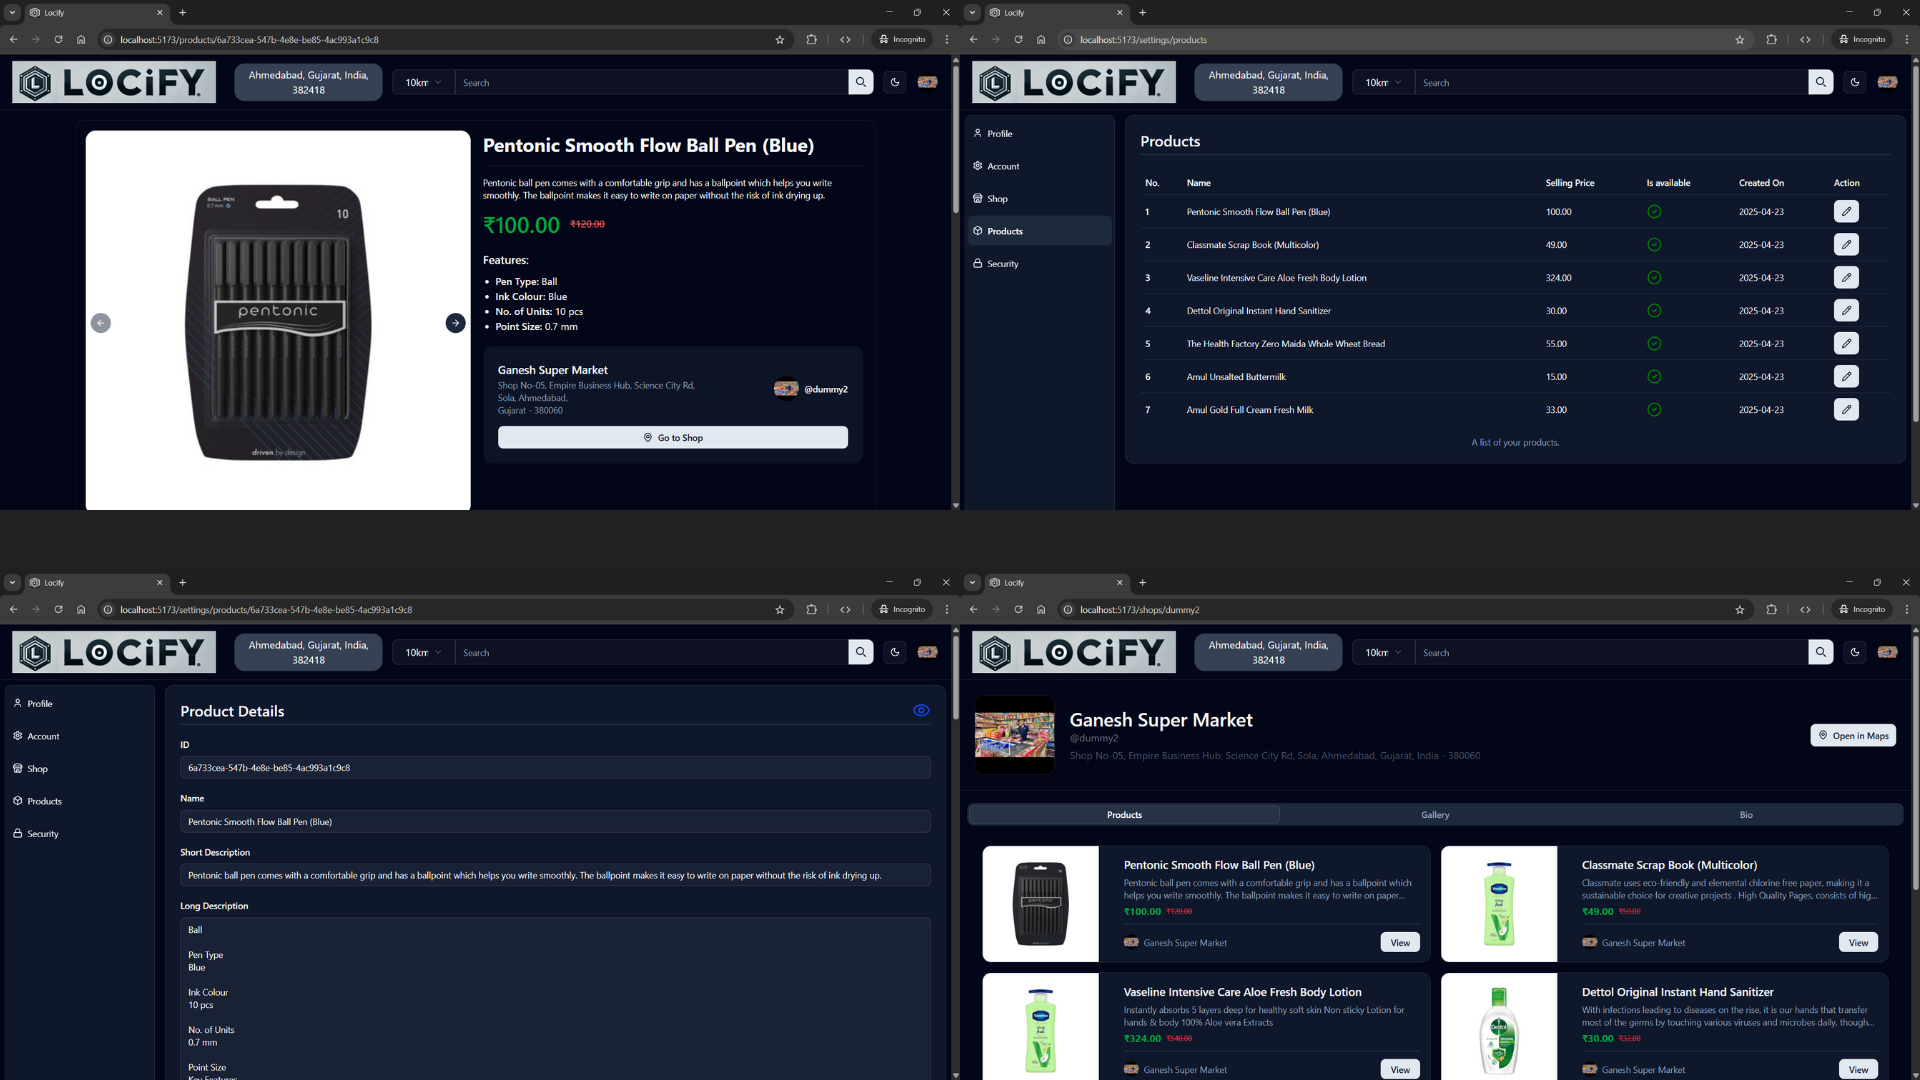 Locify
localhost:5173/products/6a733cea-547b-4e8e-be85-4ac993a1c9c8
Incognito
LOCiFY
Ahmedabad, Gujarat, India,
382418
10km
Search
BALL PEN
0.7 mm
10
pentonic
driven by design
Pentonic Smooth Flow Ball Pen (Blue)
Pentonic ball pen comes with a comfortable grip and has a ballpoint which helps you write
smoothly. The ballpoint makes it easy to write on paper without the risk of ink drying up.
₹100.00 ₹120.00
Features:
• Pen Type: Ball
• Ink Colour: Blue
• No. of Units: 10 pcs
• Point Size: 0.7 mm
Ganesh Super Market
Shop No-05, Empire Business Hub, Science City Rd,
Sola, Ahmedabad,
Gujarat - 380060
@dummy2
Go to Shop
Locify
localhost:5173/settings/products
Incognito
LOCiFY
Ahmedabad, Gujarat, India,
382418
10km
Search
Profile
Account
Shop
Products
Security
Products
No. Name Selling Price Is available Created On Action
1 Pentonic Smooth Flow Ball Pen (Blue) 100.00 2025-04-23
2 Classmate Scrap Book (Multicolor) 49.00 2025-04-23
3 Vaseline Intensive Care Aloe Fresh Body Lotion 324.00 2025-04-23
4 Dettol Original Instant Hand Sanitizer 30.00 2025-04-23
5 The Health Factory Zero Maida Whole Wheat Bread 55.00 2025-04-23
6 Amul Unsalted Buttermilk 15.00 2025-04-23
7 Amul Gold Full Cream Fresh Milk 33.00 2025-04-23
A list of your products.
Locify
localhost:5173/settings/products/6a733cea-547b-4e8e-be85-4ac993a1c9c8
Incognito
LOCiFY
Ahmedabad, Gujarat, India,
382418
10km
Search
Profile
Account
Shop
Products
Security
Product Details
ID
6a733cea-547b-4e8e-be85-4ac993a1c9c8
Name
Pentonic Smooth Flow Ball Pen (Blue)
Short Description
Pentonic ball pen comes with a comfortable grip and has a ballpoint which helps you write smoothly. The ballpoint makes it easy to write on paper without the risk of ink drying up.
Long Description
Ball
Pen Type
Blue
Ink Colour
10 pcs
No. of Units
0.7 mm
Point Size
Key Features
Locify
localhost:5173/shops/dummy2
Incognito
LOCiFY
Ahmedabad, Gujarat, India,
382418
10km
Search
Ganesh Super Market
@dummy2
Shop No-05, Empire Business Hub, Science City Rd, Sola, Ahmedabad, Gujarat, India - 380060
Open in Maps
Products
Gallery
Bio
pentonic
Pentonic Smooth Flow Ball Pen (Blue)
Pentonic ball pen comes with a comfortable grip and has a ballpoint which
helps you write smoothly. The ballpoint makes it easy to write on paper...
₹100.00 ₹120.00
Ganesh Super Market
View
Vaseline
Classmate Scrap Book (Multicolor)
Classmate uses eco-friendly and elemental chlorine free paper, making it a
sustainable choice for creative projects . High Quality Pages, consists of hig...
₹49.00 ₹50.00
Ganesh Super Market
View
Vaseline
Vaseline Intensive Care Aloe Fresh Body Lotion
Instantly absorbs 5 layers deep for healthy soft skin Non sticky Lotion for
hands & body 100% Aloe vera Extracts
₹324.00 ₹540.00
Ganesh Super Market
View
Dettol
Dettol Original Instant Hand Sanitizer
With infections leading to diseases on the rise, it is our hands that transfer
most of the germs by touching various viruses and microbes daily, though...
₹30.00 ₹32.00
Ganesh Super Market
View